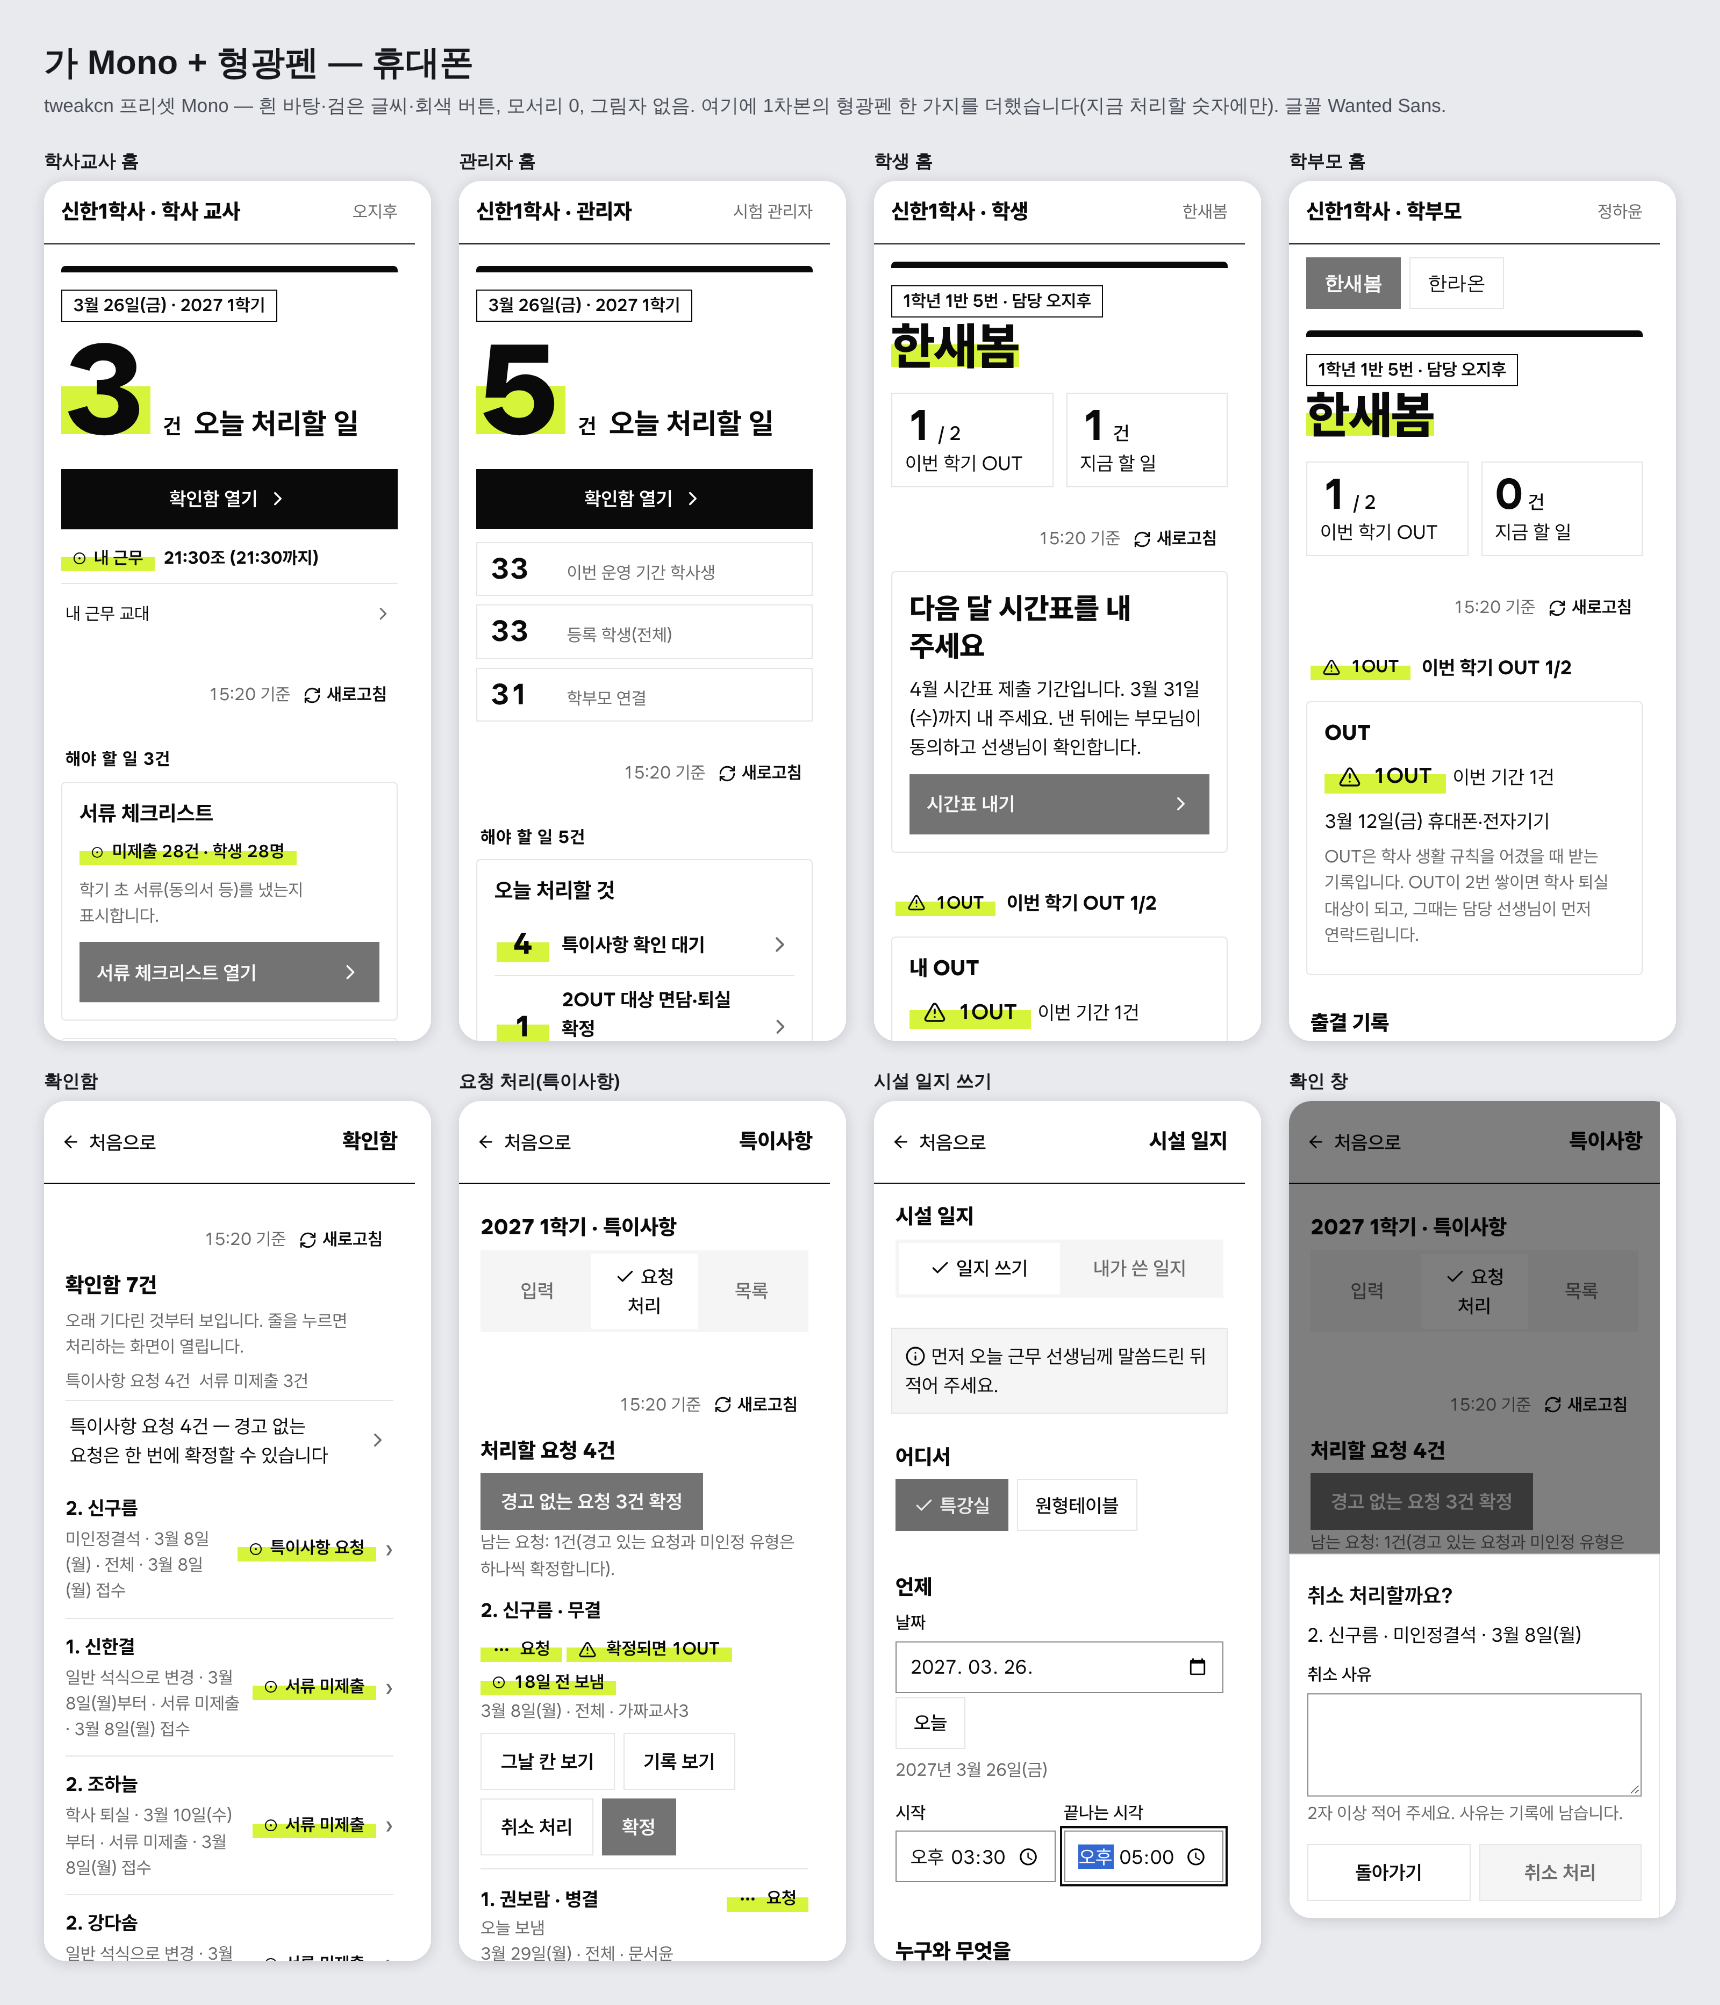 가 Mono + 형광펜 — 휴대폰
tweakcn 프리셋 Mono — 흰 바탕·검은 글씨·회색 버튼, 모서리 0, 그림자 없음. 여기에 1차본의 형광펜 한 가지를 더했습니다(지금 처리할 숫자에만). 글꼴 Wanted Sans.
학사교사 홈
신한1학사 · 학사 교사
오지후
3월 26일(금) · 2027 1학기
3 건 오늘 처리할 일
확인함 열기
내 근무 21:30조 (21:30까지)
내 근무 교대
15:20 기준 새로고침
해야 할 일 3건
서류 체크리스트
미제출 28건 · 학생 28명
학기 초 서류(동의서 등)를 냈는지
표시합니다.
서류 체크리스트 열기
관리자 홈
신한1학사 · 관리자
시험 관리자
3월 26일(금) · 2027 1학기
5 건 오늘 처리할 일
확인함 열기
33 이번 운영 기간 학사생
33 등록 학생(전체)
31 학부모 연결
15:20 기준 새로고침
해야 할 일 5건
오늘 처리할 것
4 특이사항 확인 대기
1 2OUT 대상 면담·퇴실
확정
학생 홈
신한1학사 · 학생
한새봄
1학년 1반 5번 · 담당 오지후
한새봄
1 / 2
이번 학기 OUT
1 건
지금 할 일
15:20 기준 새로고침
다음 달 시간표를 내
주세요
4월 시간표 제출 기간입니다. 3월 31일
(수)까지 내 주세요. 낸 뒤에는 부모님이
동의하고 선생님이 확인합니다.
시간표 내기
1OUT 이번 학기 OUT 1/2
내 OUT
1OUT 이번 기간 1건
학부모 홈
신한1학사 · 학부모
정하윤
한새봄
한라온
1학년 1반 5번 · 담당 오지후
한새봄
1 / 2
이번 학기 OUT
0 건
지금 할 일
15:20 기준 새로고침
1OUT 이번 학기 OUT 1/2
OUT
1OUT 이번 기간 1건
3월 12일(금) 휴대폰·전자기기
OUT은 학사 생활 규칙을 어겼을 때 받는
기록입니다. OUT이 2번 쌓이면 학사 퇴실
대상이 되고, 그때는 담당 선생님이 먼저
연락드립니다.
출결 기록
확인함
처음으로
확인함
15:20 기준 새로고침
확인함 7건
오래 기다린 것부터 보입니다. 줄을 누르면
처리하는 화면이 열립니다.
특이사항 요청 4건 서류 미제출 3건
특이사항 요청 4건 — 경고 없는
요청은 한 번에 확정할 수 있습니다
2. 신구름
미인정결석 · 3월 8일
(월) · 전체 · 3월 8일
(월) 접수
특이사항 요청
1. 신한결
일반 석식으로 변경 · 3월
8일(월)부터 · 서류 미제출
· 3월 8일(월) 접수
서류 미제출
2. 조하늘
학사 퇴실 · 3월 10일(수)
부터 · 서류 미제출 · 3월
8일(월) 접수
서류 미제출
2. 강다솜
일반 석식으로 변경 · 3월
서류 미제출
요청 처리(특이사항)
처음으로
특이사항
2027 1학기 · 특이사항
입력
요청
처리
목록
15:20 기준 새로고침
처리할 요청 4건
경고 없는 요청 3건 확정
남는 요청: 1건(경고 있는 요청과 미인정 유형은
하나씩 확정합니다).
2. 신구름 · 무결
요청 확정되면 1OUT
18일 전 보냄
3월 8일(월) · 전체 · 가짜교사3
그날 칸 보기
기록 보기
취소 처리
확정
1. 권보람 · 병결
요청
오늘 보냄
3월 29일(월) · 전체 · 문서윤
시설 일지 쓰기
처음으로
시설 일지
시설 일지
일지 쓰기
내가 쓴 일지
먼저 오늘 근무 선생님께 말씀드린 뒤
적어 주세요.
어디서
특강실
원형테이블
언제
날짜
2027. 03. 26.
오늘
2027년 3월 26일(금)
시작
끝나는 시각
오후 03:30
오후 05:00
누구와 무엇을
확인 창
처음으로
특이사항
2027 1학기 · 특이사항
입력
요청
처리
목록
15:20 기준 새로고침
처리할 요청 4건
경고 없는 요청 3건 확정
남는 요청: 1건(경고 있는 요청과 미인정 유형은
취소 처리할까요?
2. 신구름 · 미인정결석 · 3월 8일(월)
취소 사유
2자 이상 적어 주세요. 사유는 기록에 남습니다.
돌아가기
취소 처리